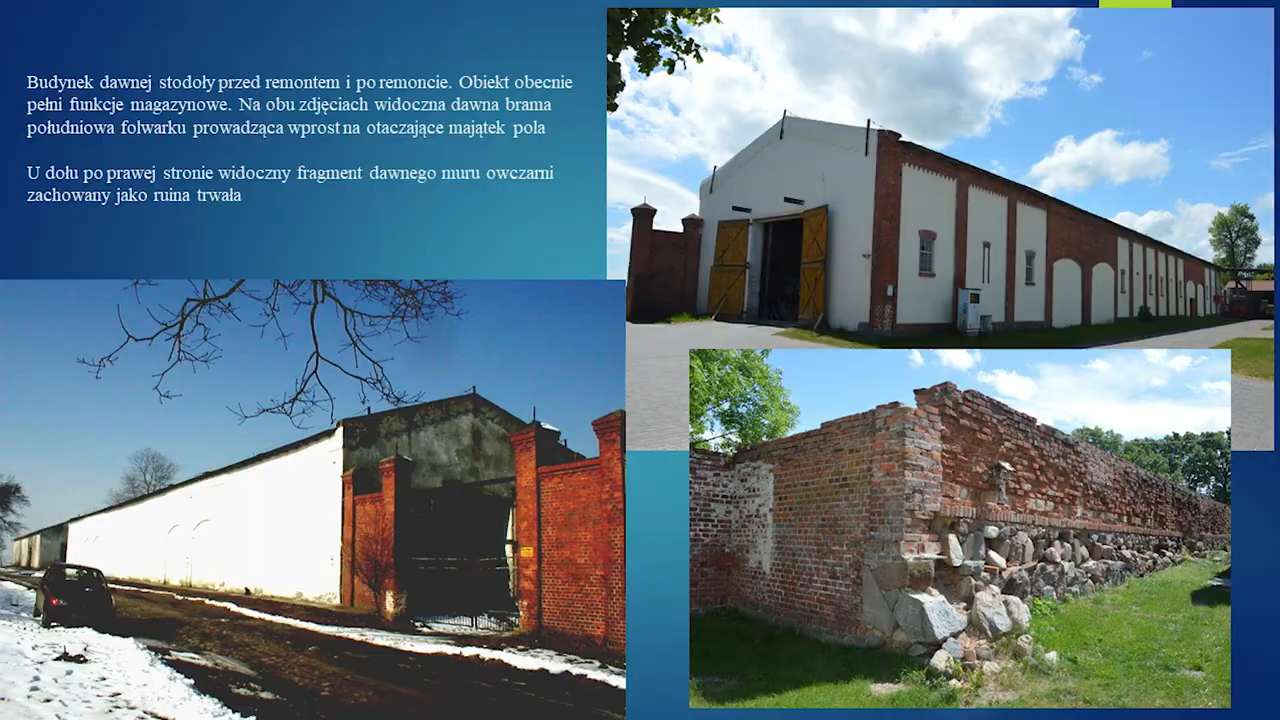 Budynek dawnej stodoły przed remontem i po remoncie. Obiekt obecnie
pełni funkcje magazynowe. Na obu zdjęciach widoczna dawna brama
południowa folwarku prowadząca wprost na otaczające majątek pola
U dołu po prawej stronie widoczny fragment dawnego muru owczarni
zachowany jako ruina trwała